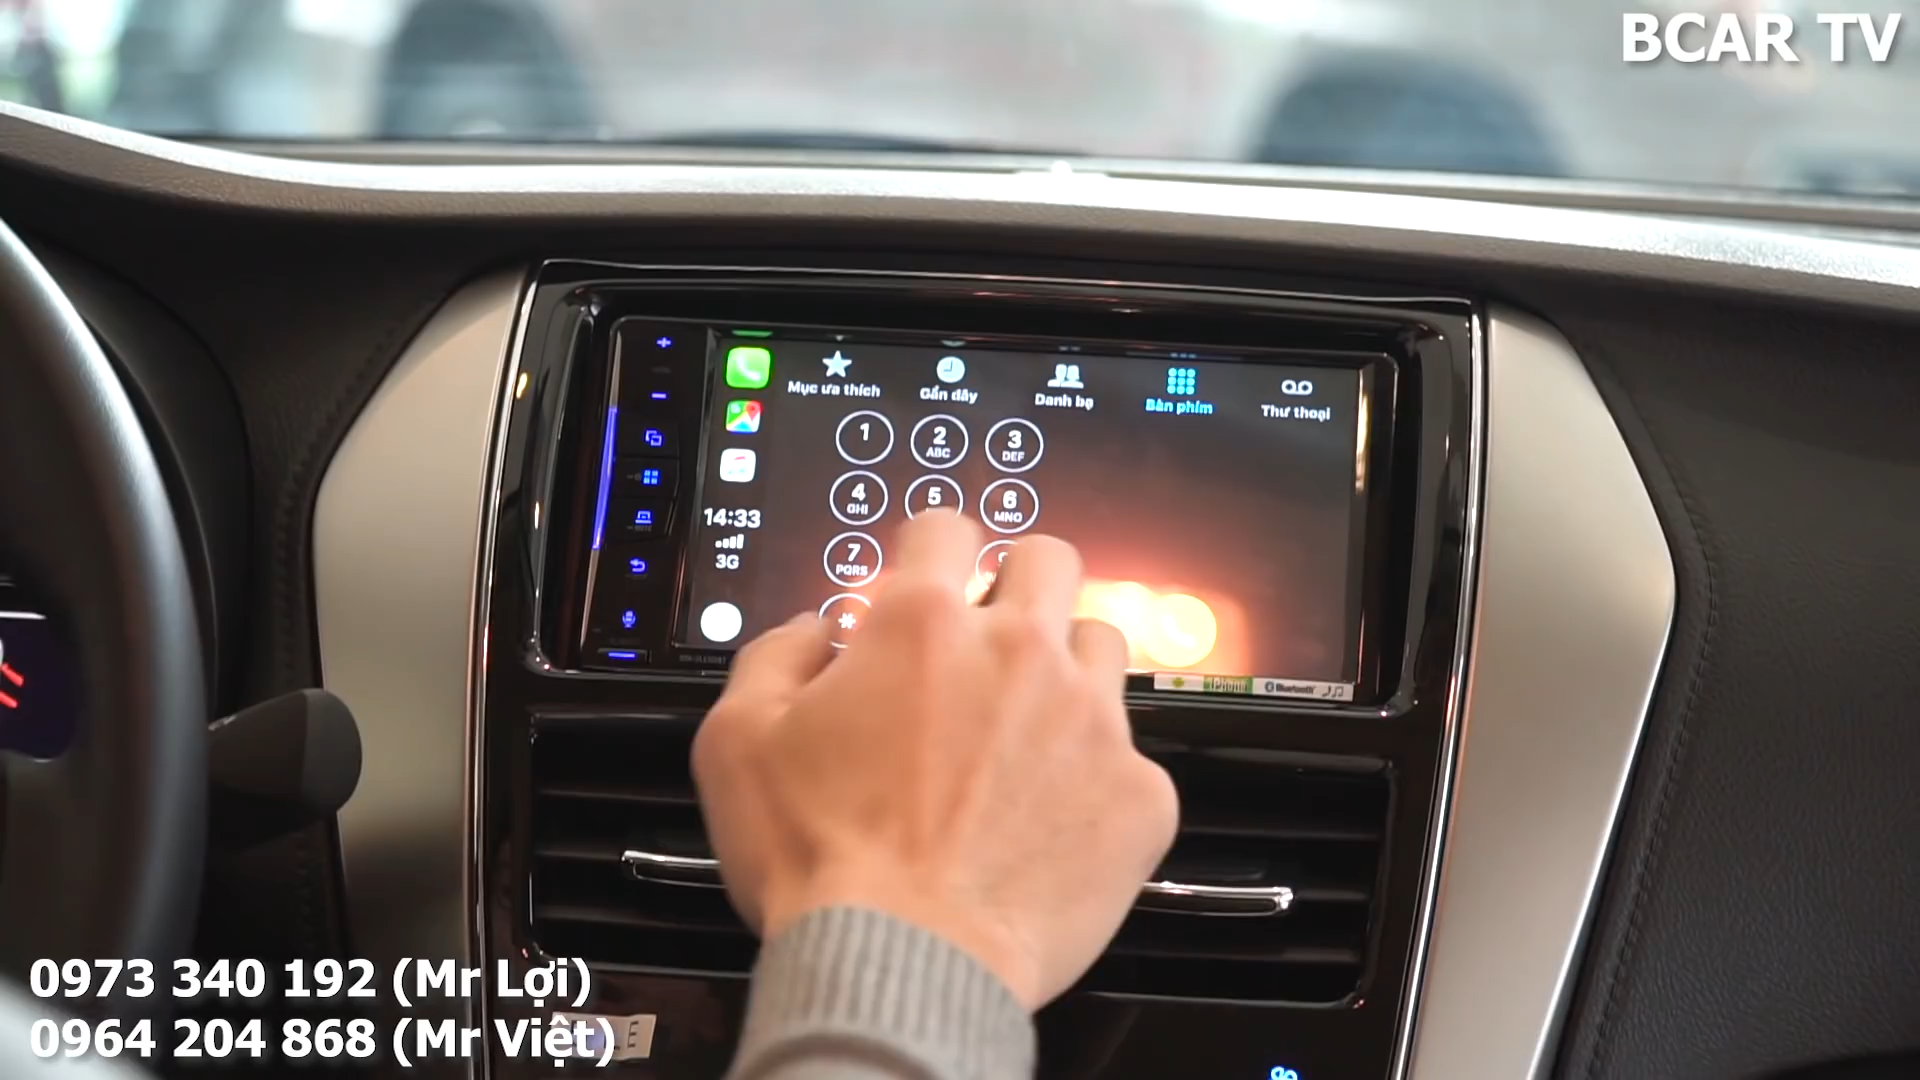 BCAR TV
Mục ưa thích
Gần đây
Danh bạ
Bàn phím
Thư thoại
1
2 ABC
3 DEF
4 GHI
5
6 MNO
7 PQRS
*
14:33
3G
iPhone
Bluetooth
0973 340 192 (Mr Lợi)
0964 204 868 (Mr Việt)